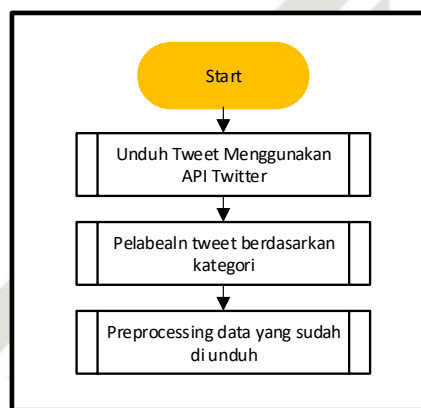 Start
Unduh Tweet Menggunakan
API Twitter
Pelabealn tweet berdasarkan
kategori
Preprocessing data yang sudah
di unduh